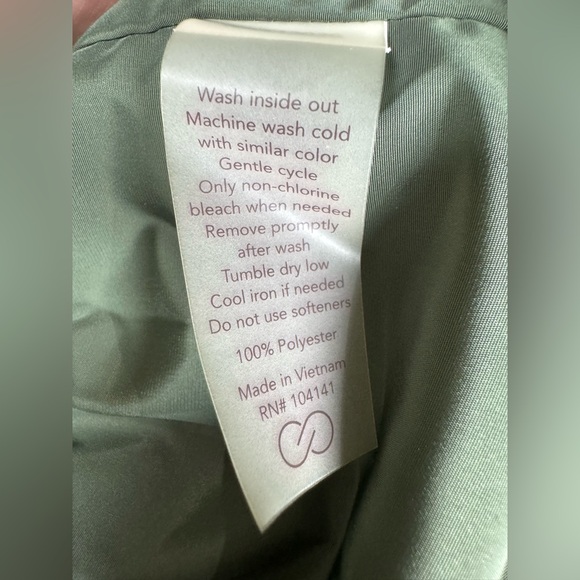 Wash inside out
Machine wash cold
with similar color
Gentle cycle
Only non-chlorine
bleach when needed
Remove promptly
after wash
Tumble dry low
Cool iron if needed
Do not use softeners
100% Polyester
Made in Vietnam
RN# 104141